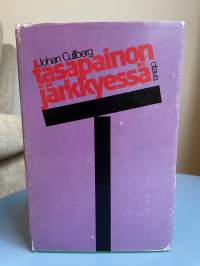 Johan Cullberg
tasapainon
järkkyessä
otava